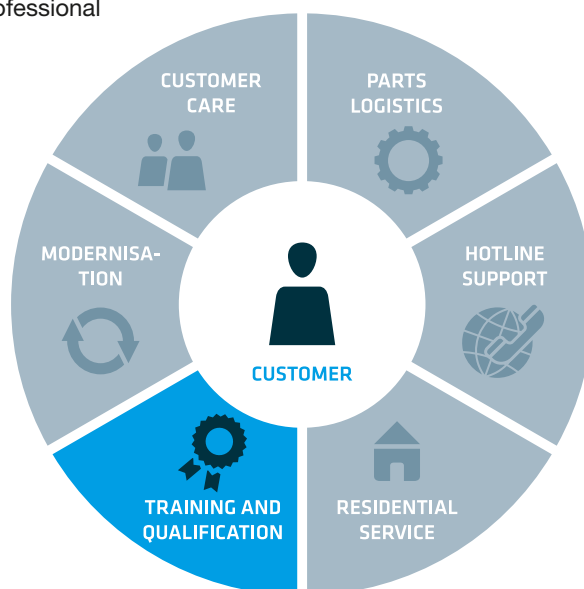 ofessional
CUSTOMER
CARE
PARTS
LOGISTICS
MODERNISA-
TION
HOTLINE
SUPPORT
CUSTOMER
TRAINING AND
QUALIFICATION
RESIDENTIAL
SERVICE